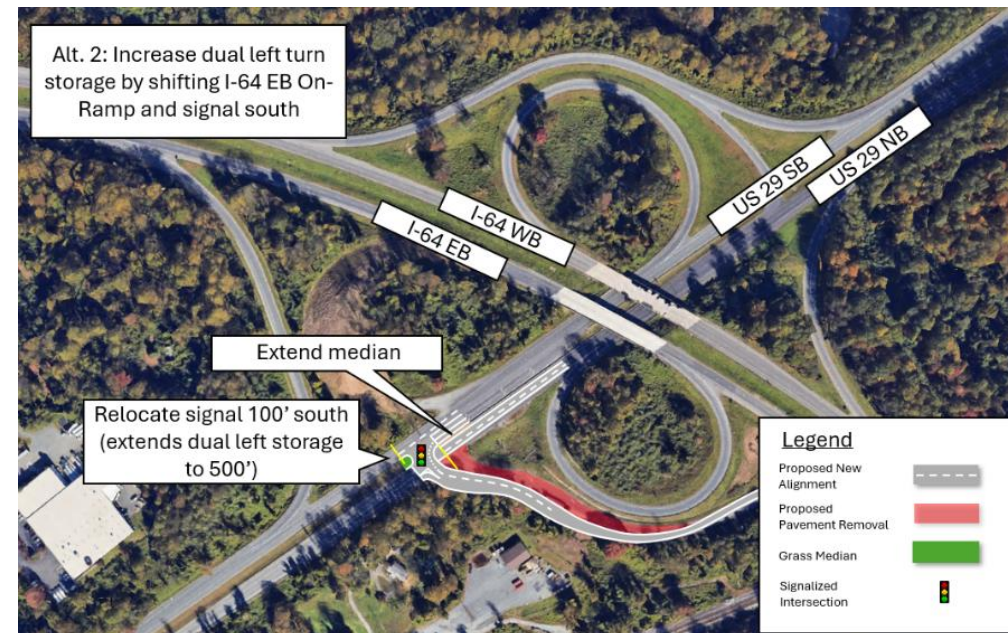 Alt. 2: Increase dual left turn
storage by shifting I-64 EB On-
Ramp and signal south
US 29 SB
US 29 NB
I-64 WB
I-64 EB
Extend median
Relocate signal 100’ south
(extends dual left storage
to 500’)
Legend
Proposed New
Alignment
Proposed
Pavement Removal
Grass Median
Signalized
Intersection